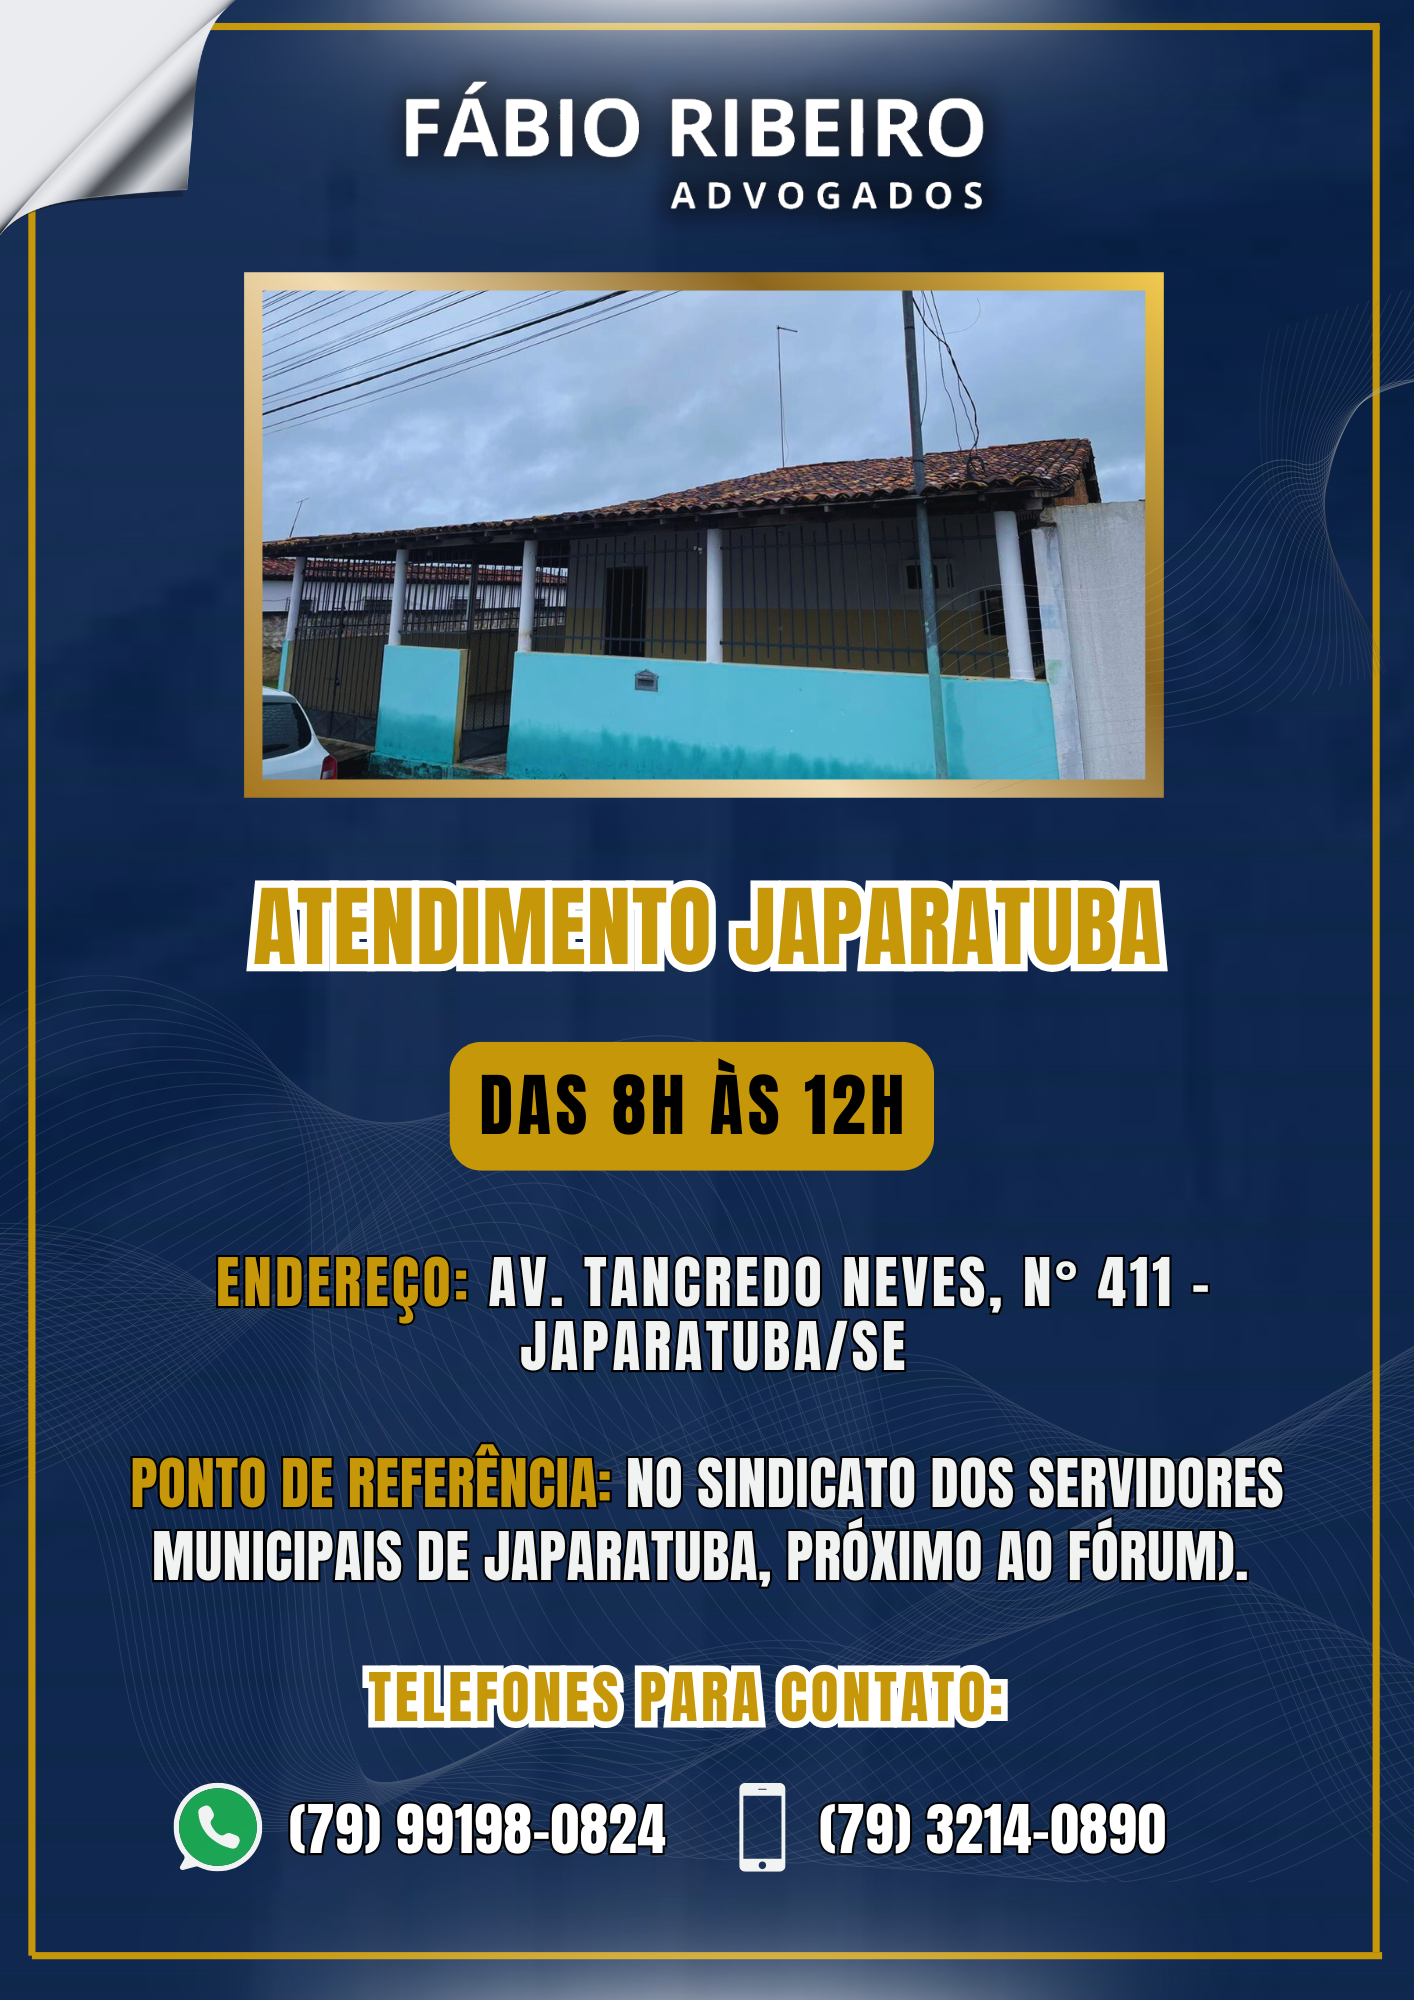 FÁBIO RIBEIRO
ADVOGADOS
ATENDIMENTO JAPARATUBA
DAS 8H ÀS 12H
ENDEREÇO: AV. TANCREDO NEVES, N° 411 -
JAPARATUBA/SE
PONTO DE REFERÊNCIA: NO SINDICATO DOS SERVIDORES
MUNICIPAIS DE JAPARATUBA, PRÓXIMO AO FÓRUM).
TELEFONES PARA CONTATO:
(79) 99198-0824
(79) 3214-0890